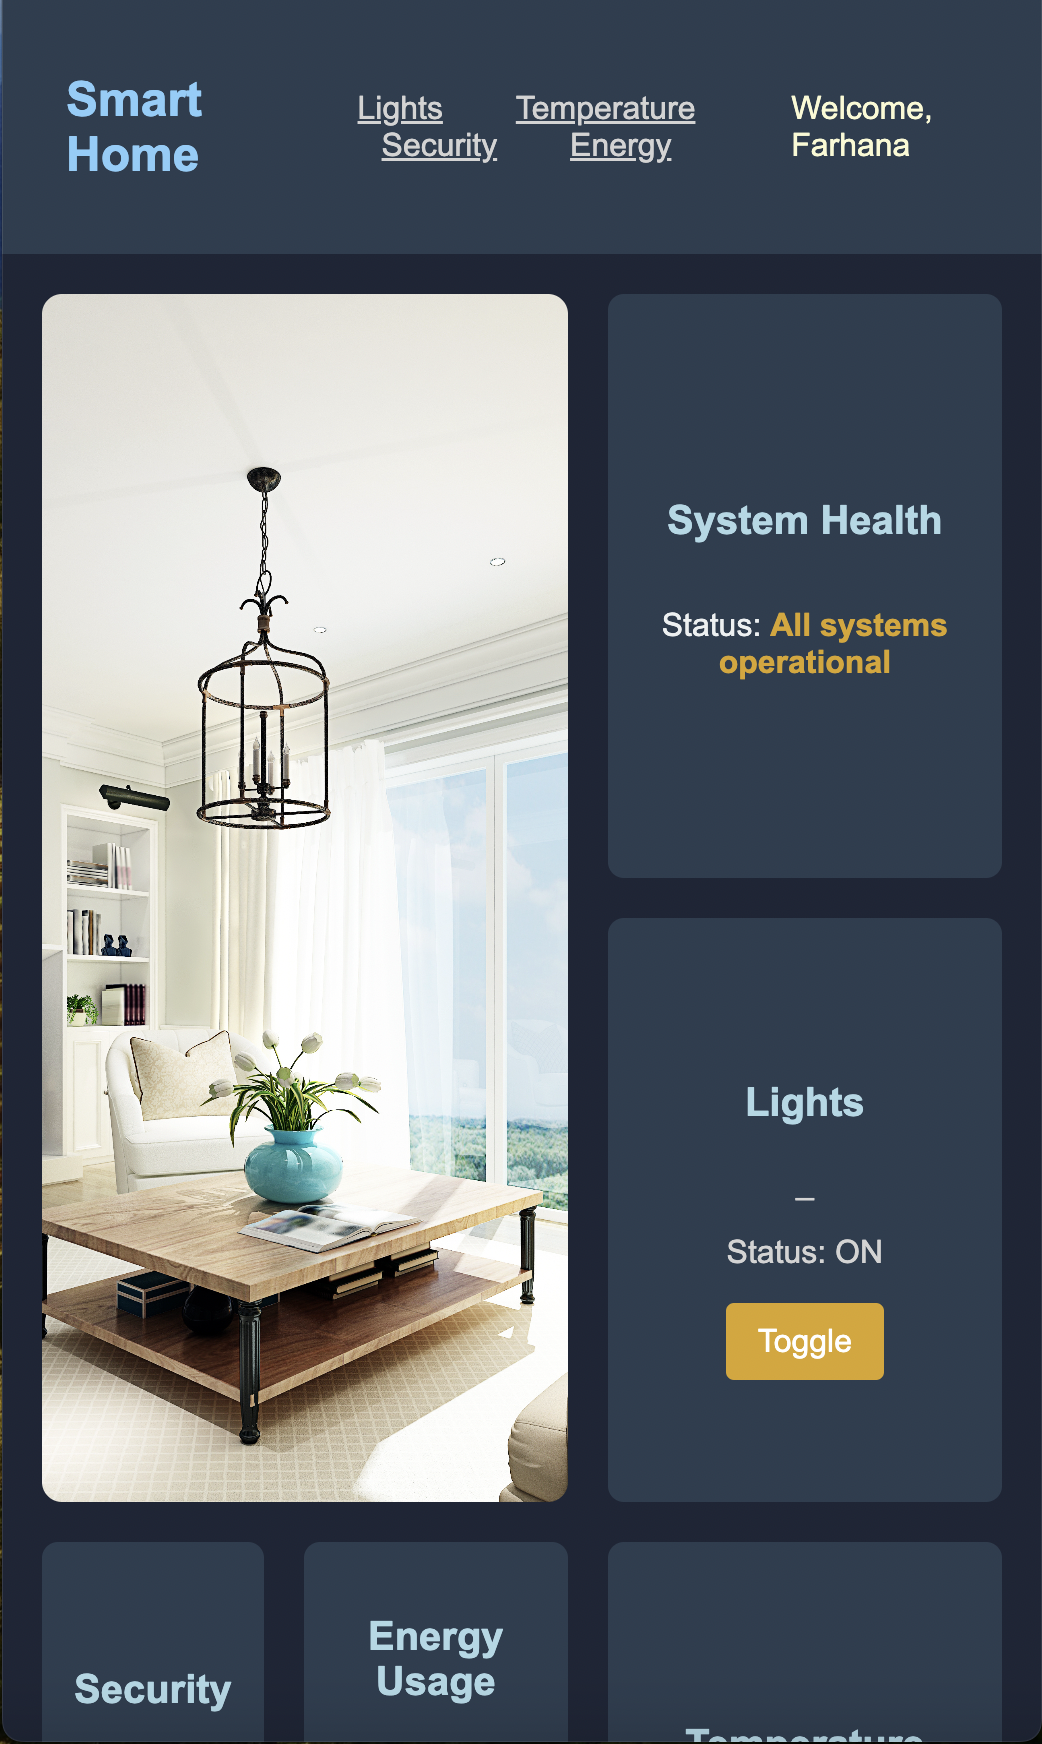 Smart
Home
Lights Temperature
Security Energy
Welcome,
Farhana
System Health
Status: All systems
operational
Lights
–
Status: ON
Toggle
Security
Energy
Usage
Temperature